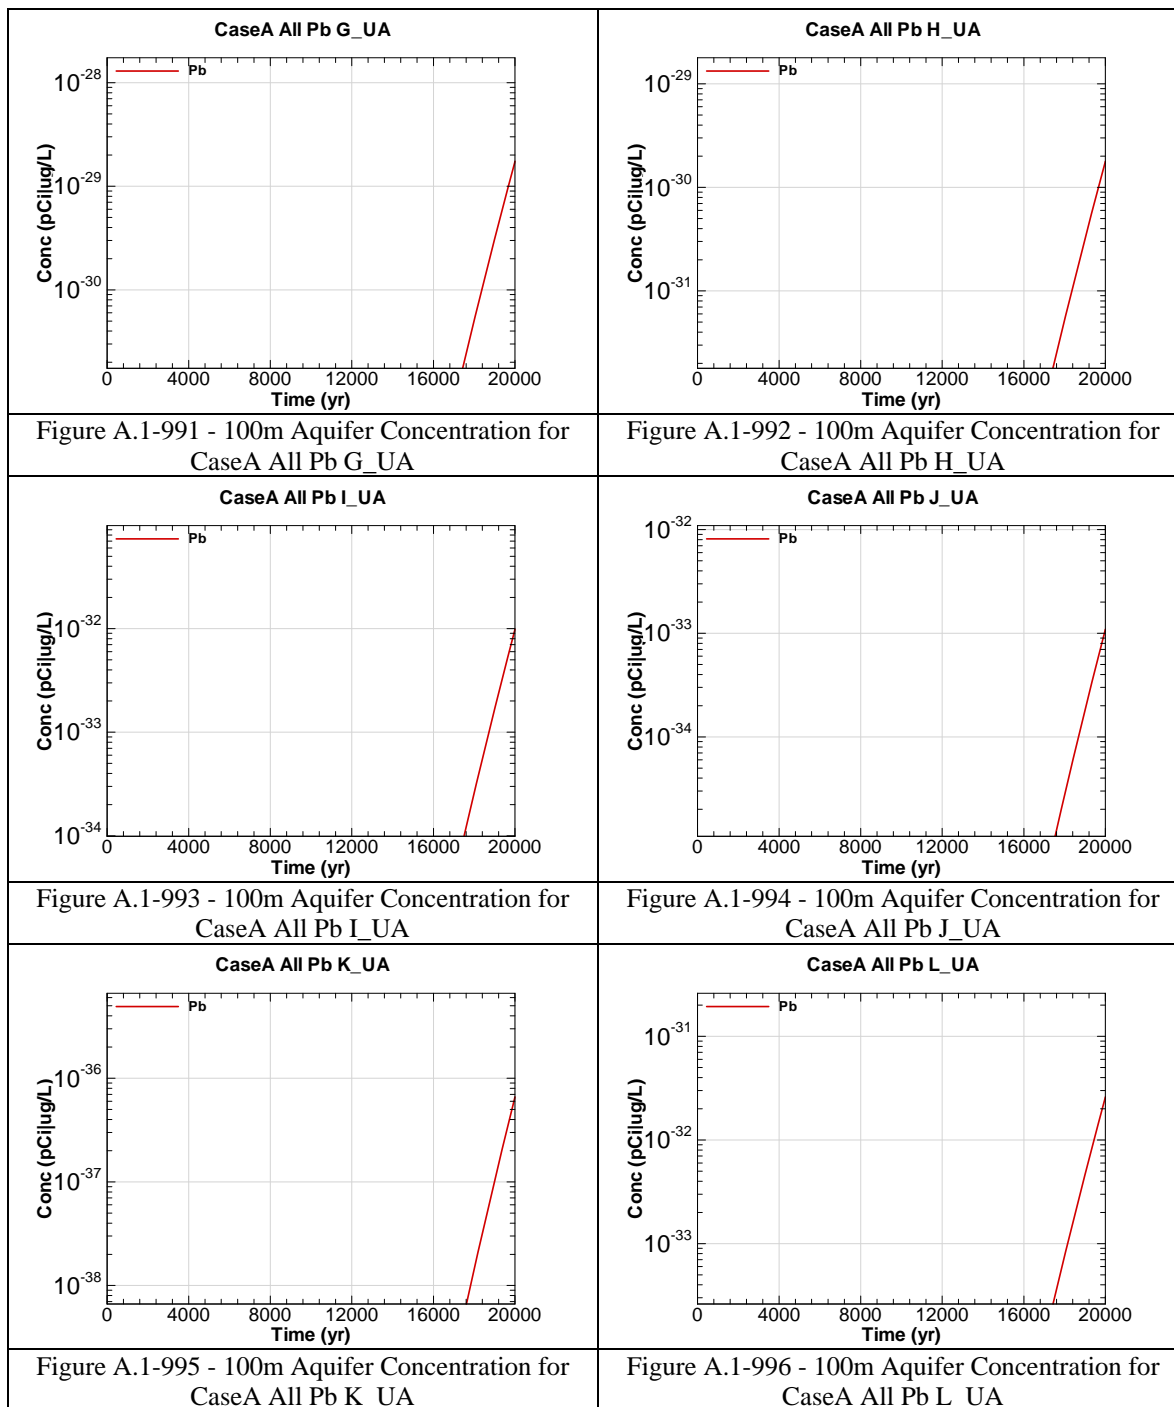 CaseA All Pb G_UA
Pb
10^-28
10^-29
10^-30
Conc (pCi|ug/L)
0 4000 8000 12000 16000 20000
Time (yr)
Figure A.1-991 - 100m Aquifer Concentration for
CaseA All Pb G_UA
CaseA All Pb H_UA
Pb
10^-29
10^-30
10^-31
Conc (pCi|ug/L)
0 4000 8000 12000 16000 20000
Time (yr)
Figure A.1-992 - 100m Aquifer Concentration for
CaseA All Pb H_UA
CaseA All Pb I_UA
Pb
10^-32
10^-33
10^-34
Conc (pCi|ug/L)
0 4000 8000 12000 16000 20000
Time (yr)
Figure A.1-993 - 100m Aquifer Concentration for
CaseA All Pb I_UA
CaseA All Pb J_UA
Pb
10^-32
10^-33
10^-34
Conc (pCi|ug/L)
0 4000 8000 12000 16000 20000
Time (yr)
Figure A.1-994 - 100m Aquifer Concentration for
CaseA All Pb J_UA
CaseA All Pb K_UA
Pb
10^-36
10^-37
10^-38
Conc (pCi|ug/L)
0 4000 8000 12000 16000 20000
Time (yr)
Figure A.1-995 - 100m Aquifer Concentration for
CaseA All Pb K_UA
CaseA All Pb L_UA
Pb
10^-31
10^-32
10^-33
Conc (pCi|ug/L)
0 4000 8000 12000 16000 20000
Time (yr)
Figure A.1-996 - 100m Aquifer Concentration for
CaseA All Pb L_UA